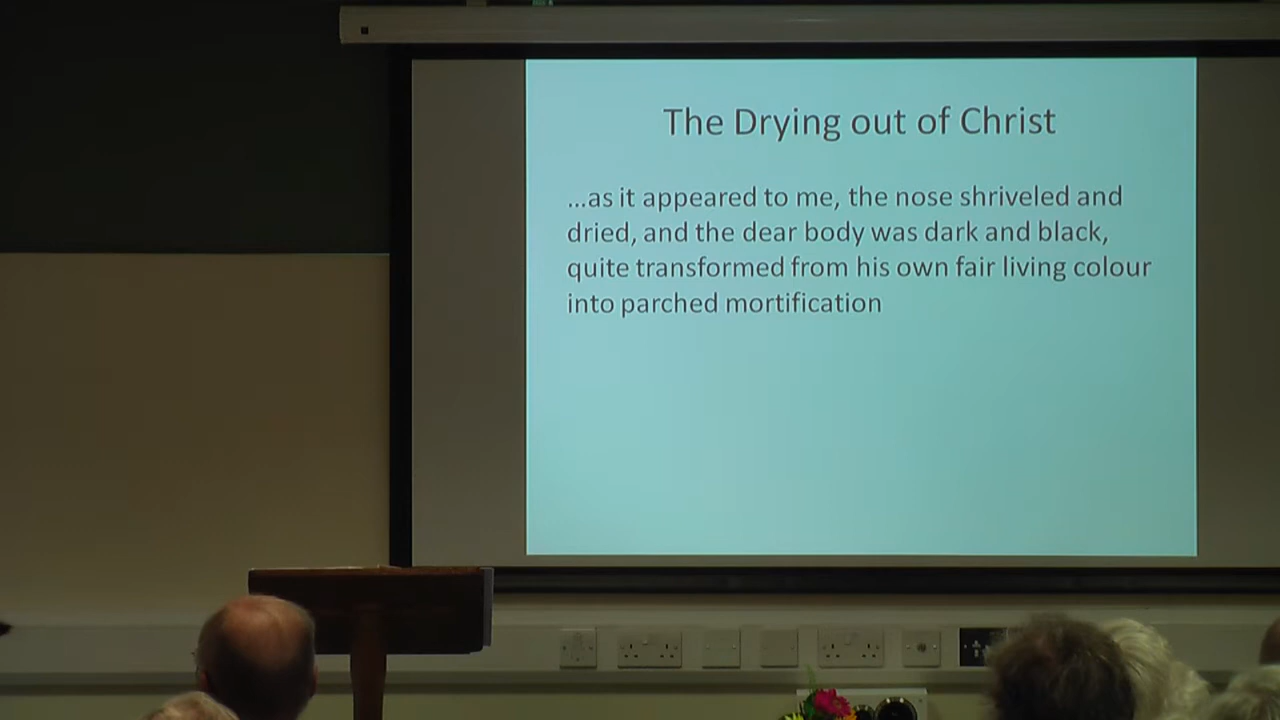 The Drying out of Christ
...as it appeared to me, the nose shriveled and
dried, and the dear body was dark and black,
quite transformed from his own fair living colour
into parched mortification